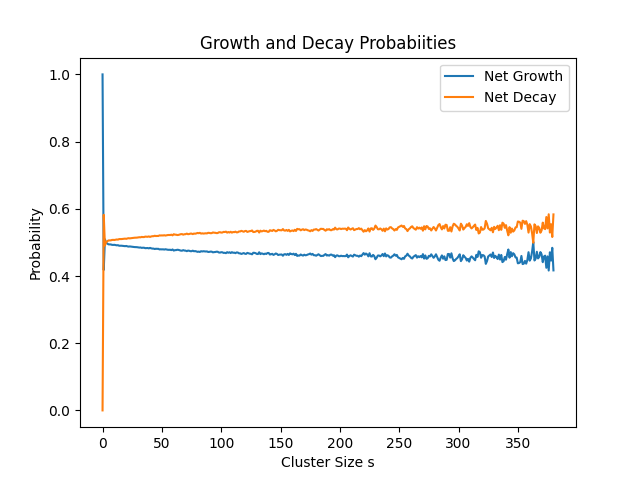 Growth and Decay Probabiities
Net Growth
Net Decay
Probability
1.0
0.8
0.6
0.4
0.2
0.0
0 50 100 150 200 250 300 350
Cluster Size s